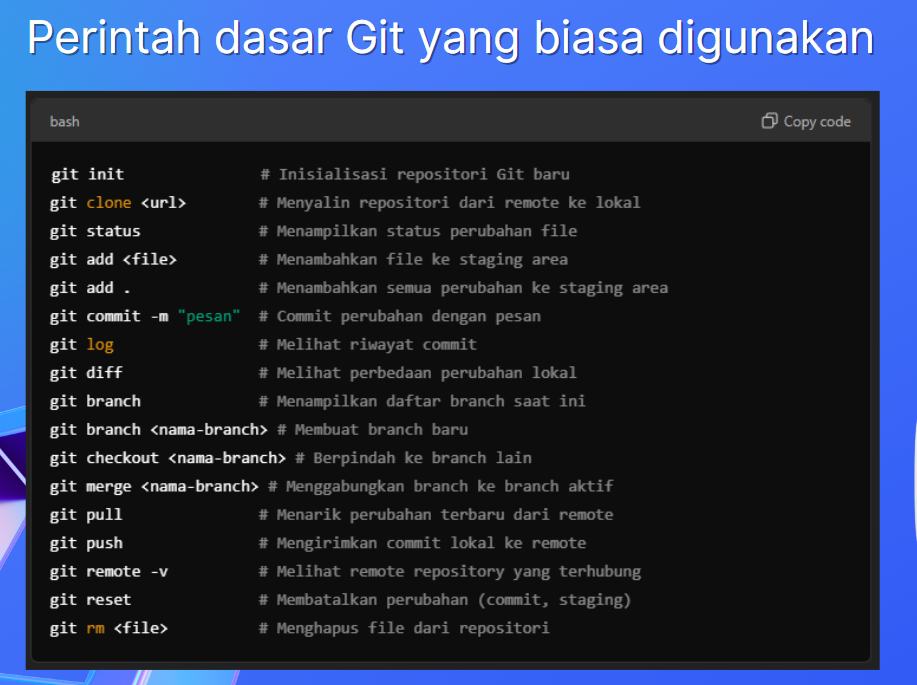 Perintah dasar Git yang biasa digunakan
bash
Copy code
git init # Inisialisasi repositori Git baru
git clone <url> # Menyalin repositori dari remote ke lokal
git status # Menampilkan status perubahan file
git add <file> # Menambahkan file ke staging area
git add . # Menambahkan semua perubahan ke staging area
git commit -m "pesan" # Commit perubahan dengan pesan
git log # Melihat riwayat commit
git diff # Melihat perbedaan perubahan lokal
git branch # Menampilkan daftar branch saat ini
git branch <nama-branch> # Membuat branch baru
git checkout <nama-branch> # Berpindah ke branch lain
git merge <nama-branch> # Menggabungkan branch ke branch aktif
git pull # Menarik perubahan terbaru dari remote
git push # Mengirimkan commit lokal ke remote
git remote -v # Melihat remote repository yang terhubung
git reset # Membatalkan perubahan (commit, staging)
git rm <file> # Menghapus file dari repositori